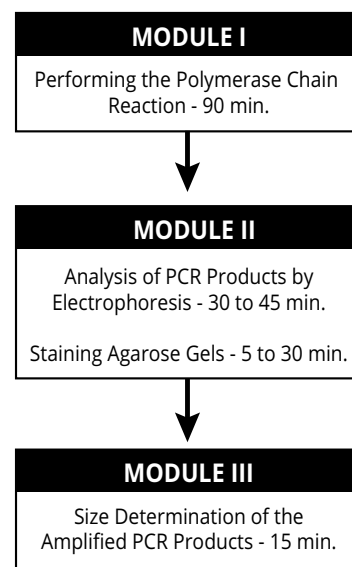 MODULE I
Performing the Polymerase Chain
Reaction - 90 min.
MODULE II
Analysis of PCR Products by
Electrophoresis - 30 to 45 min.
Staining Agarose Gels - 5 to 30 min.
MODULE III
Size Determination of the
Amplified PCR Products - 15 min.